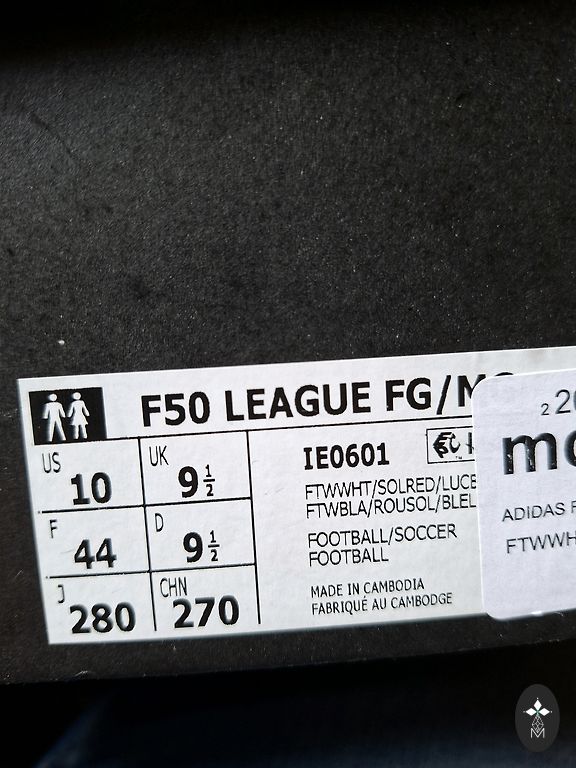 F50 LEAGUE FG/
US
10
UK
9 1/2
F
44
D
9 1/2
J
280
CHN
270
IE0601
FTWWHT/SOLRED/LUCB
FTWBLA/ROUSOL/BLEL
FOOTBALL/SOCCER
FOOTBALL
MADE IN CAMBODIA
FABRIQUÉ AU CAMBODGE
ADIDAS
FTWWH
M